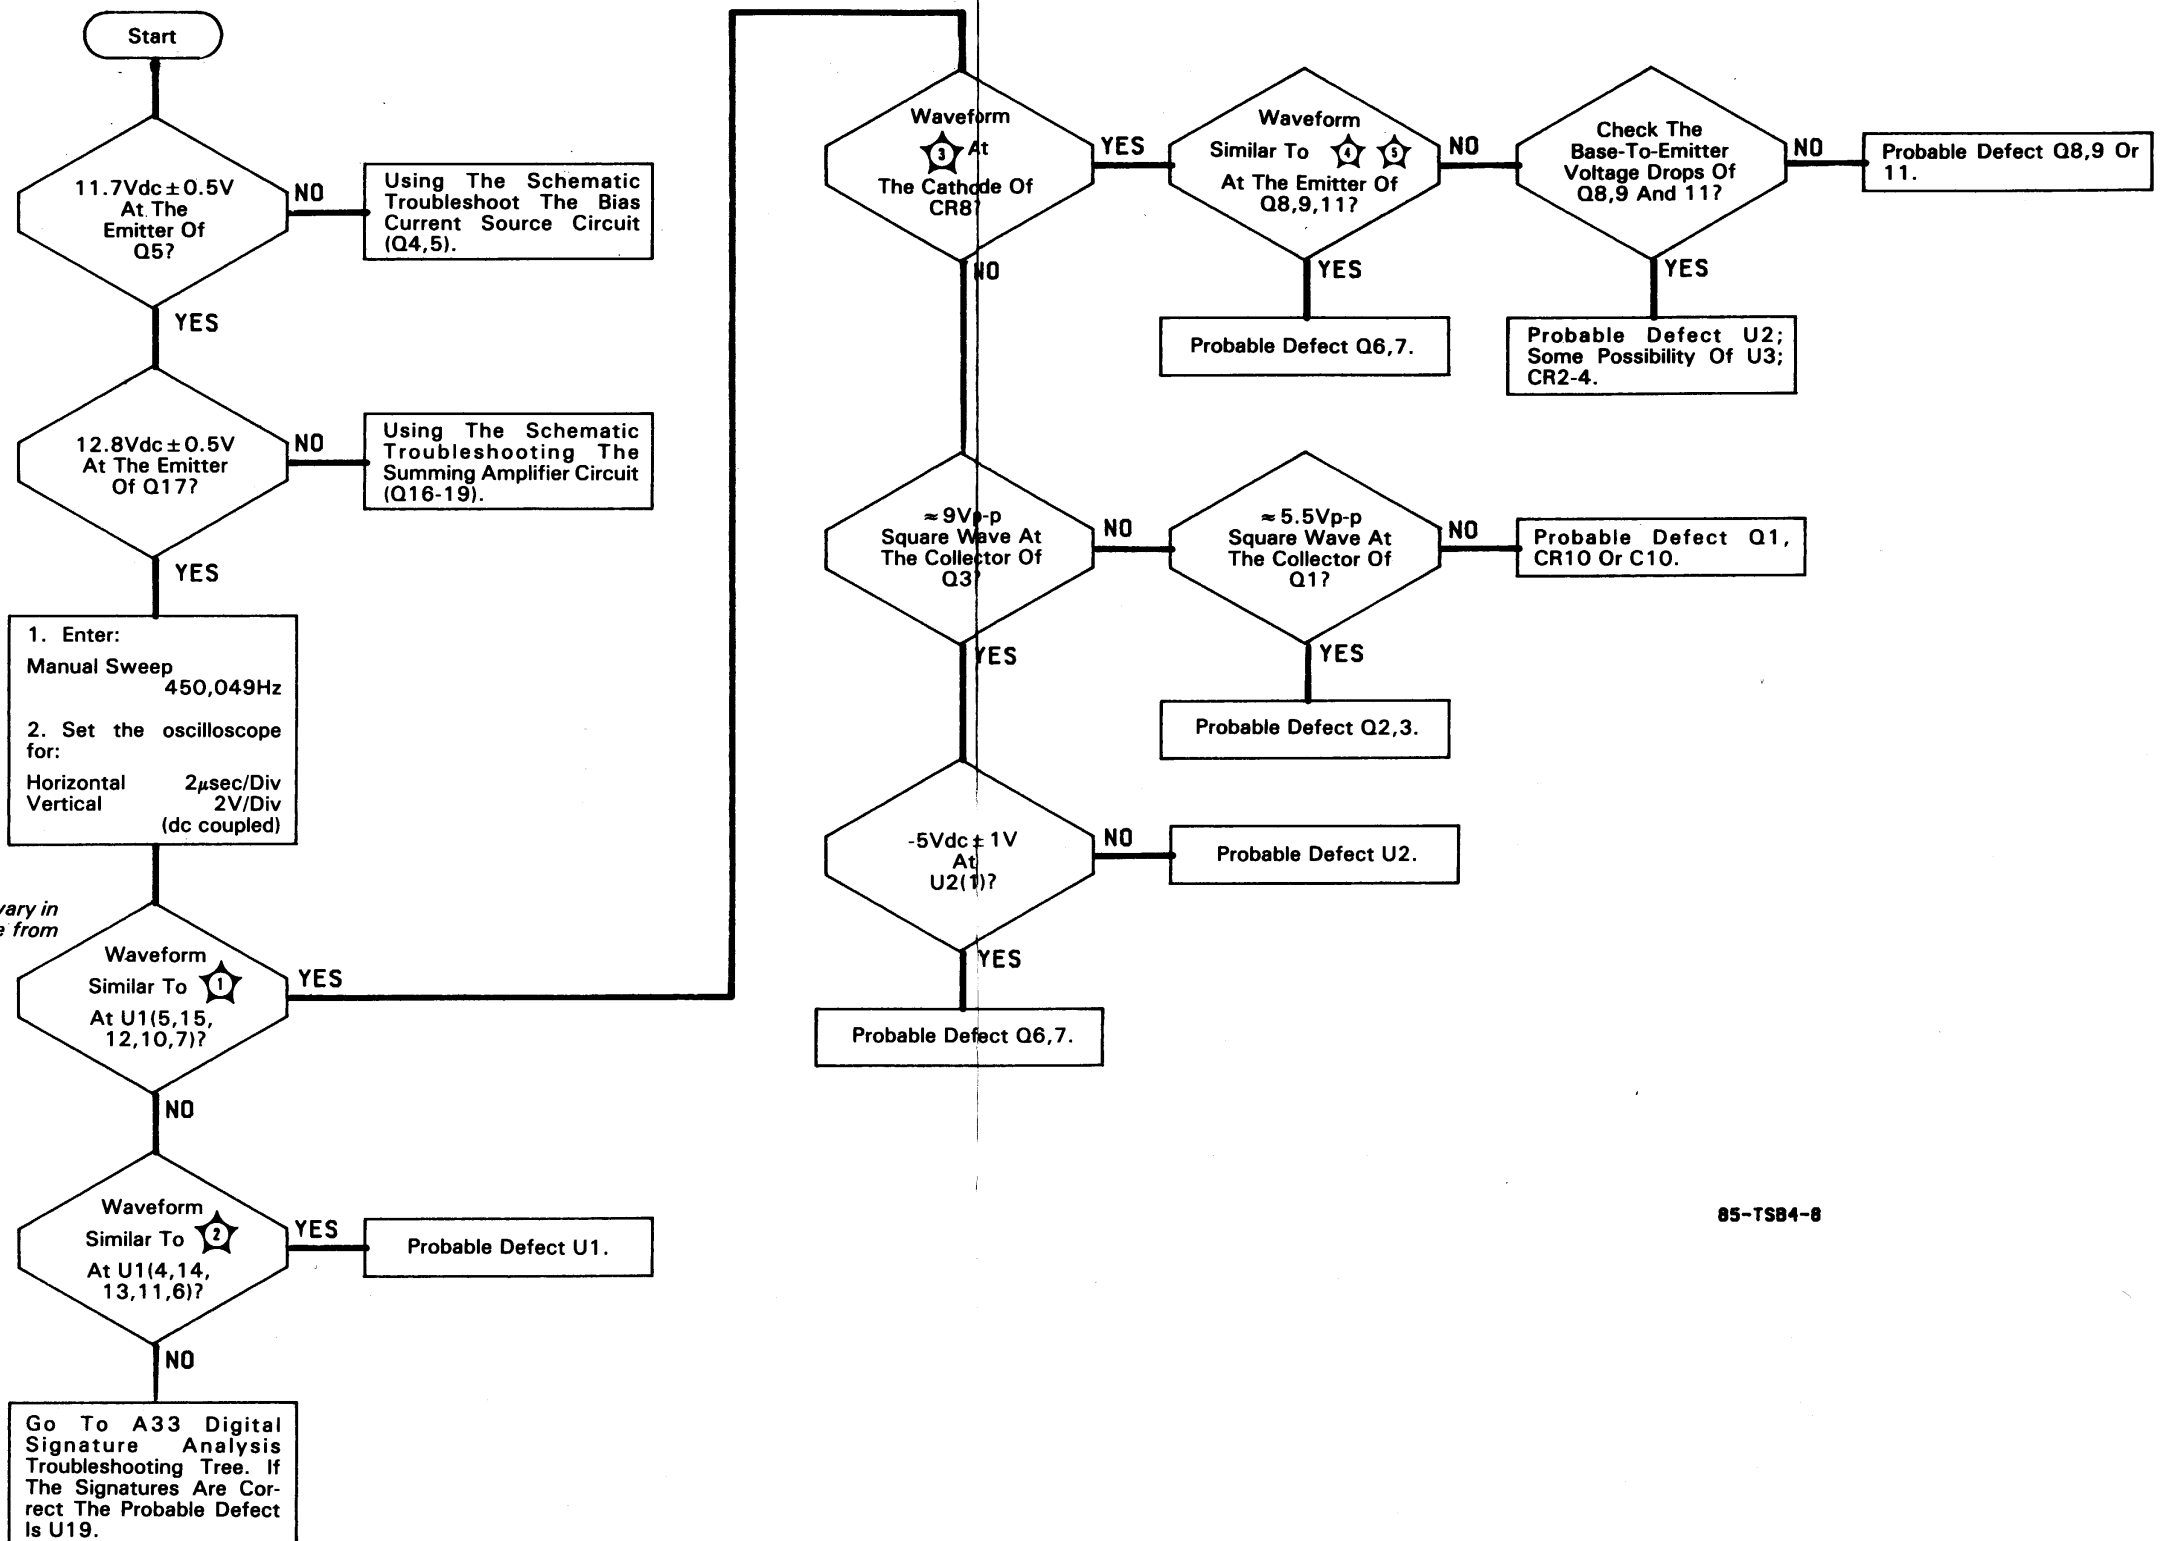 Start
11.7Vdc ± 0.5V
At The
Emitter Of
Q5?
NO
Using The Schematic
Troubleshoot The Bias
Current Source Circuit
(Q4,5).
YES
12.8Vdc ± 0.5V
At The Emitter
Of Q17?
NO
Using The Schematic
Troubleshooting The
Summing Amplifier Circuit
(Q16-19).
YES
1. Enter:
Manual Sweep
450,049Hz
2. Set the oscilloscope
for:
Horizontal 2μsec/Div
Vertical 2V/Div
(dc coupled)
vary in
from
Waveform
Similar To 1
At U1(5,15,
12,10,7)?
YES
NO
Waveform
Similar To 2
At U1(4,14,
13,11,6)?
YES
Probable Defect U1.
NO
Go To A33 Digital
Signature Analysis
Troubleshooting Tree. If
The Signatures Are Cor-
rect The Probable Defect
Is U19.
Waveform
3 At
The Cathode Of
CR8?
YES
Waveform
Similar To 4 5
At The Emitter Of
Q8,9,11?
NO
Check The
Base-To-Emitter
Voltage Drops Of
Q8,9 And 11?
NO
Probable Defect Q8,9 Or
11.
NO
YES
Probable Defect Q6,7.
YES
Probable Defect U2;
Some Possibility Of U3;
CR2-4.
≈ 9Vp-p
Square Wave At
The Collector Of
Q3?
NO
≈ 5.5Vp-p
Square Wave At
The Collector Of
Q1?
NO
Probable Defect Q1,
CR10 Or C10.
YES
YES
Probable Defect Q2,3.
-5Vdc ± 1V
At
U2(1)?
NO
Probable Defect U2.
YES
Probable Defect Q6,7.
85-TSB4-8